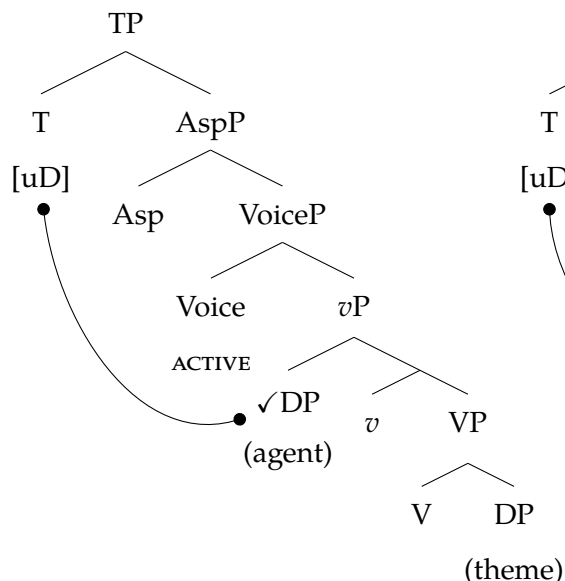 TP
T AspP T
[uD] [uD
Asp VoiceP
Voice vP
ACTIVE
✓DP v VP
(agent)
V DP
(theme)